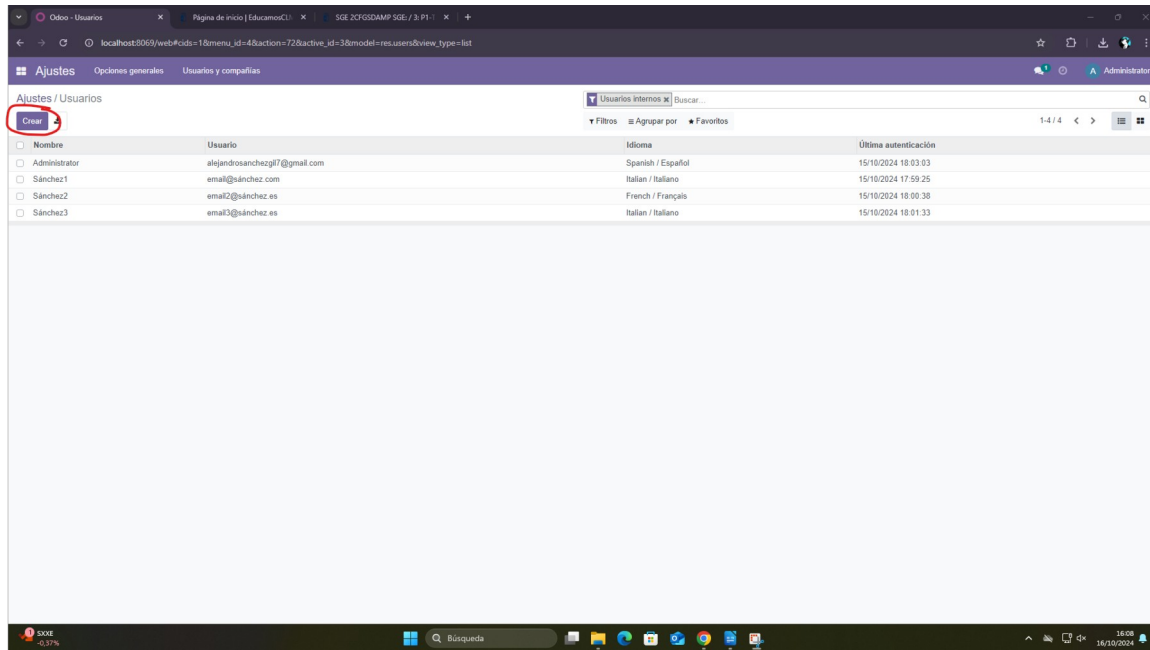 Odoo - Usuarios
Página de inicio | EducamosCL
SGE 2CFGSDAMP SGE: / 3: P1-1
localhost:8069/web#cids=1&menu_id=4&action=72&active_id=3&model=res.users&view_type=list
Ajustes Opciones generales Usuarios y compañías 1 A Administrator
Ajustes / Usuarios Usuarios internos x Buscar...
Crear Filtros Agrupar por Favoritos 1-4 / 4
Nombre Usuario Idioma Última autenticación
Administrator alejandrosanchezgil7@gmail.com Spanish / Español 15/10/2024 18:03:03
Sánchez1 email@sánchez.com Italian / Italiano 15/10/2024 17:59:25
Sánchez2 email2@sánchez.es French / Français 15/10/2024 18:00:38
Sánchez3 email3@sánchez.es Italian / Italiano 15/10/2024 18:01:33
1 SXXE Búsqueda 16:08
-0,37% 16/10/2024